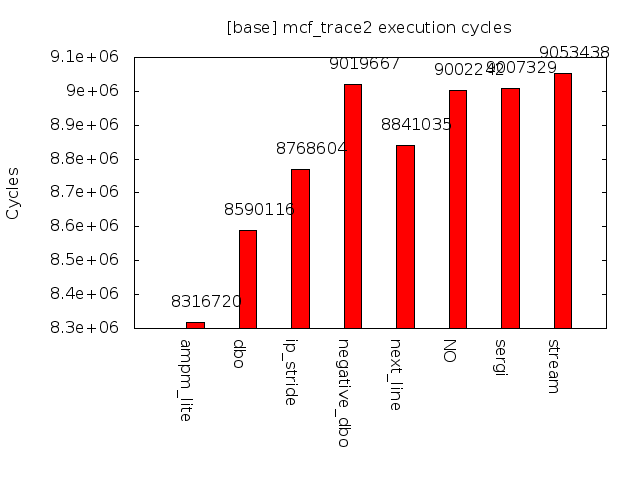 [base] mcf_trace2 execution cycles
Cycles
9.1e+06
9e+06
8.9e+06
8.8e+06
8.7e+06
8.6e+06
8.5e+06
8.4e+06
8.3e+06
8316720
8590116
8768604
9019667
8841035
9002242
9007329
9053438
ampm_lite
dbo
ip_stride
negative_dbo
next_line
NO
sergi
stream